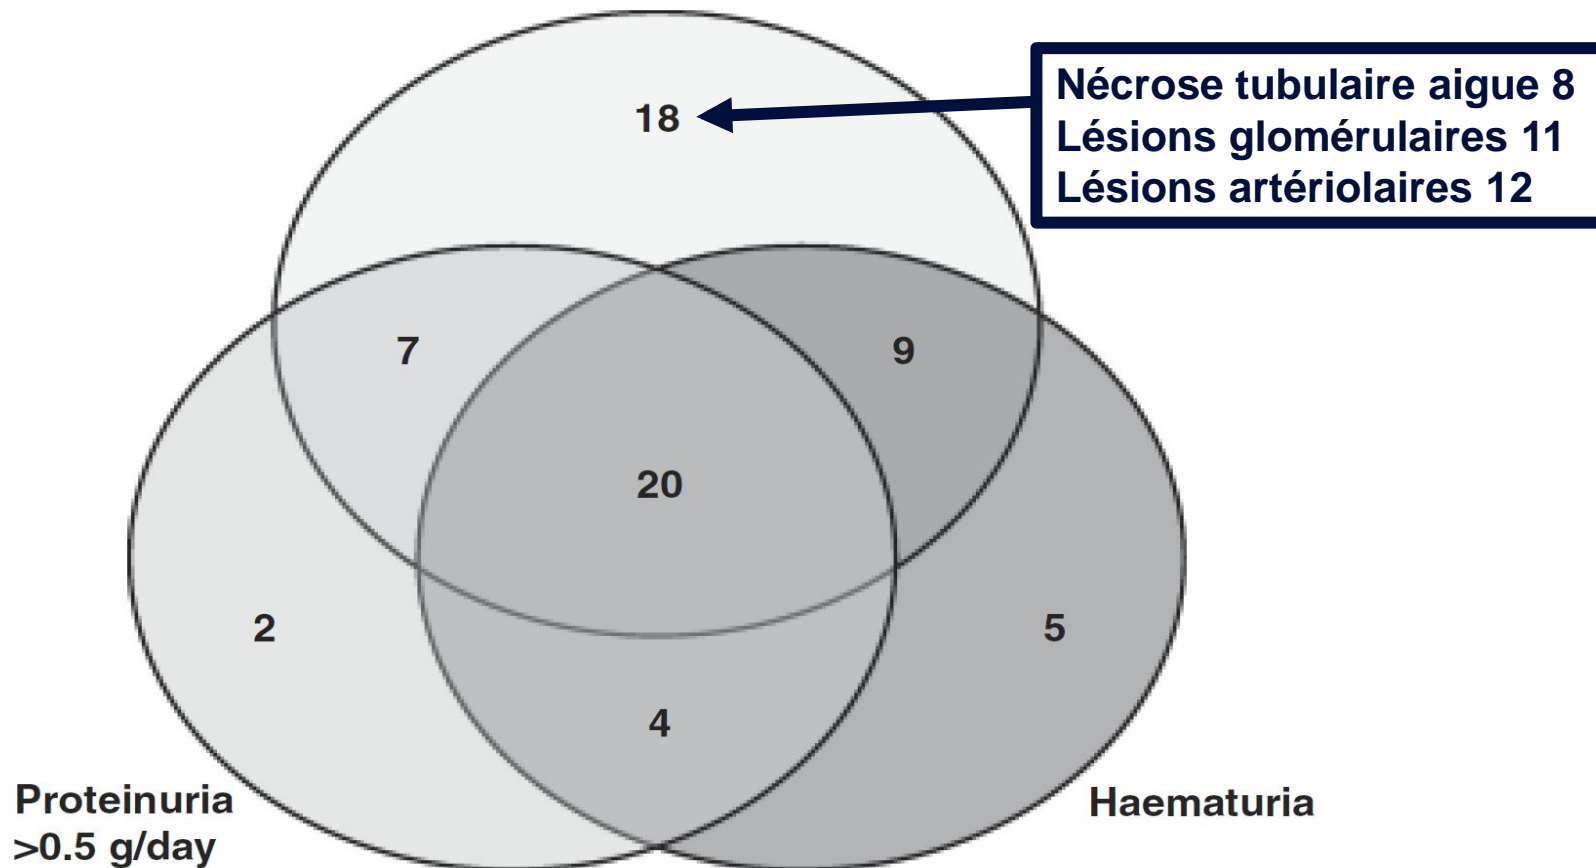 18
Nécrose tubulaire aigue 8
Lésions glomérulaires 11
Lésions artériolaires 12
7
9
20
2
5
4
Proteinuria
>0.5 g/day
Haematuria